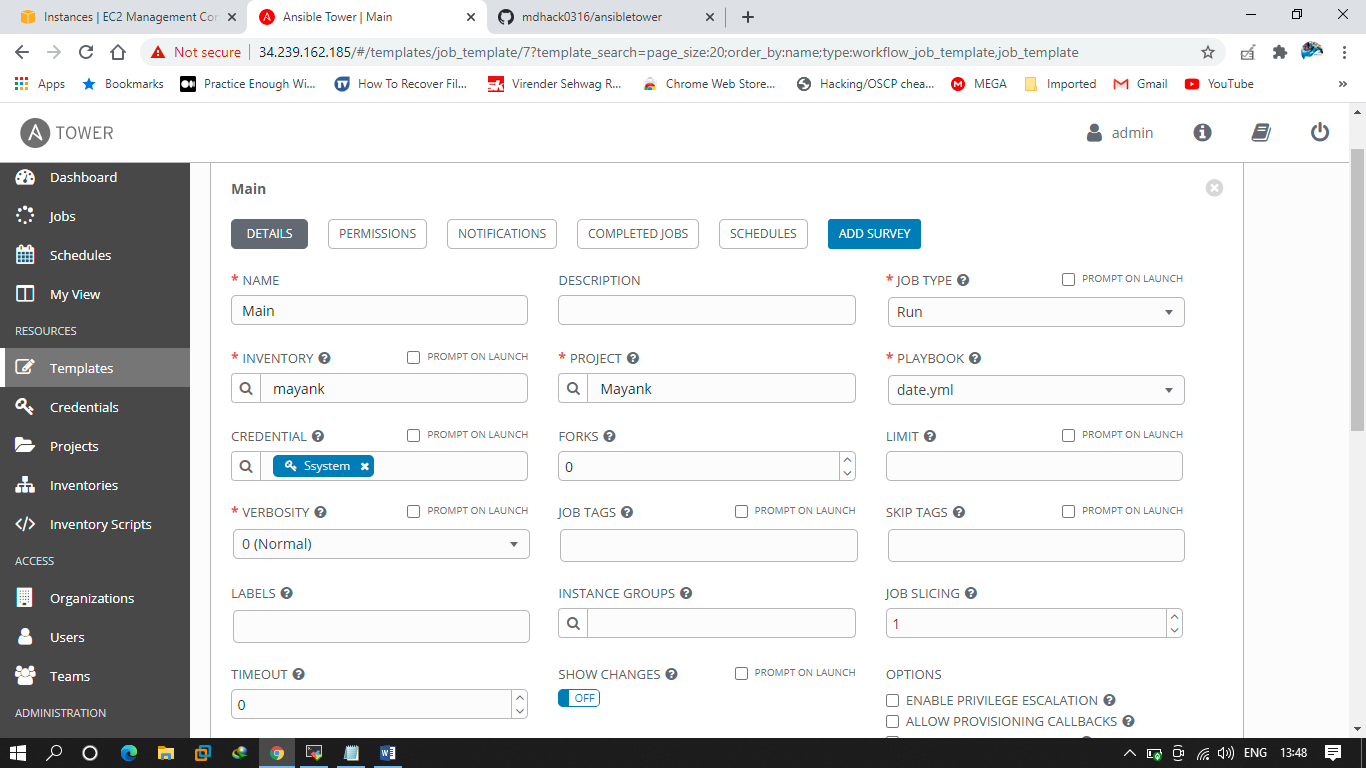 Instances | EC2 Management Con
Ansible Tower | Main
mdhack0316/ansibletower
Not secure
34.239.162.185/#/templates/job_template/7?template_search=page_size:20;order_by:name;type:workflow_job_template,job_template
Apps
Bookmarks
Practice Enough Wi...
How To Recover Fil...
Virender Sehwag R...
Chrome Web Store...
Hacking/OSCP chea...
MEGA
Imported
Gmail
YouTube
»
A TOWER
admin
Dashboard
Jobs
Schedules
My View
RESOURCES
Templates
Credentials
Projects
Inventories
Inventory Scripts
ACCESS
Organizations
Users
Teams
ADMINISTRATION
Main
DETAILS
PERMISSIONS
NOTIFICATIONS
COMPLETED JOBS
SCHEDULES
ADD SURVEY
* NAME
Main
DESCRIPTION
* JOB TYPE
PROMPT ON LAUNCH
Run
* INVENTORY
PROMPT ON LAUNCH
mayank
* PROJECT
Mayank
* PLAYBOOK
date.yml
CREDENTIAL
PROMPT ON LAUNCH
Ssystem
FORKS
0
LIMIT
PROMPT ON LAUNCH
* VERBOSITY
PROMPT ON LAUNCH
0 (Normal)
JOB TAGS
PROMPT ON LAUNCH
SKIP TAGS
PROMPT ON LAUNCH
LABELS
INSTANCE GROUPS
JOB SLICING
1
TIMEOUT
0
SHOW CHANGES
PROMPT ON LAUNCH
OFF
OPTIONS
ENABLE PRIVILEGE ESCALATION
ALLOW PROVISIONING CALLBACKS
ENG
13:48